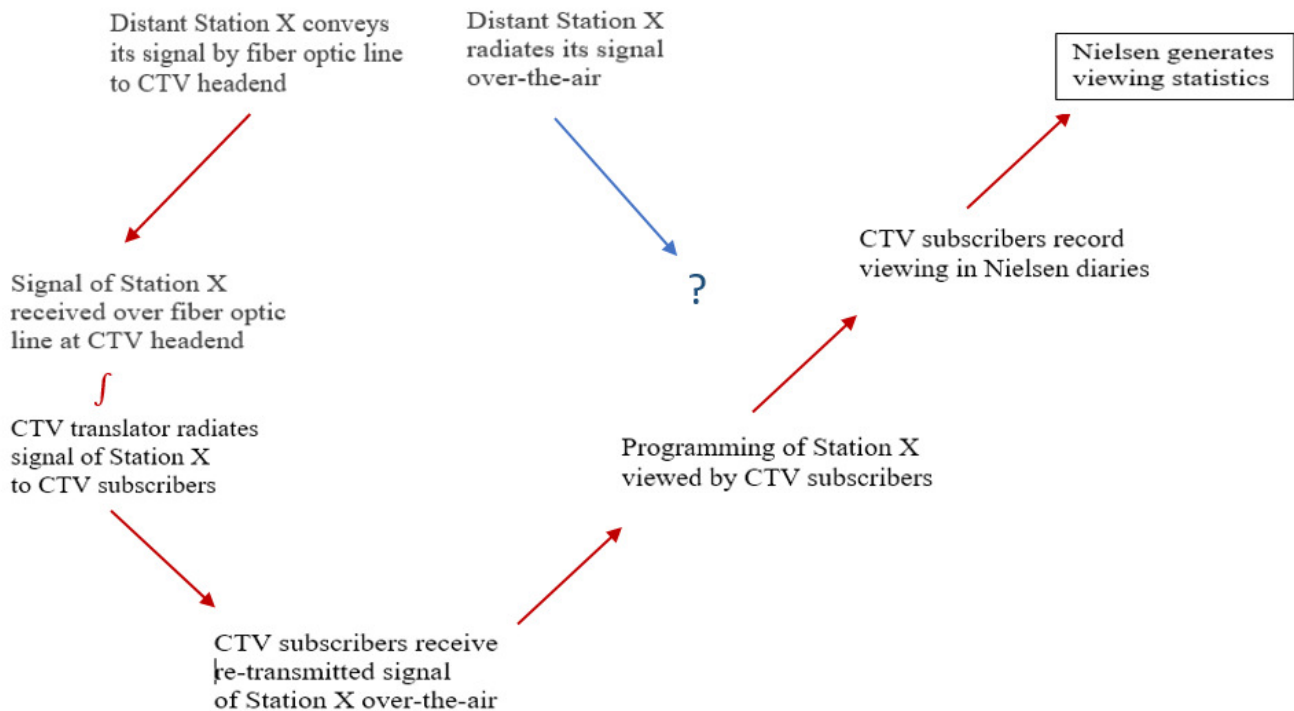 Distant Station X conveys
its signal by fiber optic line
to CTV headend
Distant Station X
radiates its signal
over-the-air
Nielsen generates
viewing statistics
CTV subscribers record
viewing in Nielsen diaries
?
Signal of Station X
received over fiber optic
line at CTV headend
∫
CTV translator radiates
signal of Station X
to CTV subscribers
Programming of Station X
viewed by CTV subscribers
CTV subscribers receive
re-transmitted signal
of Station X over-the-air